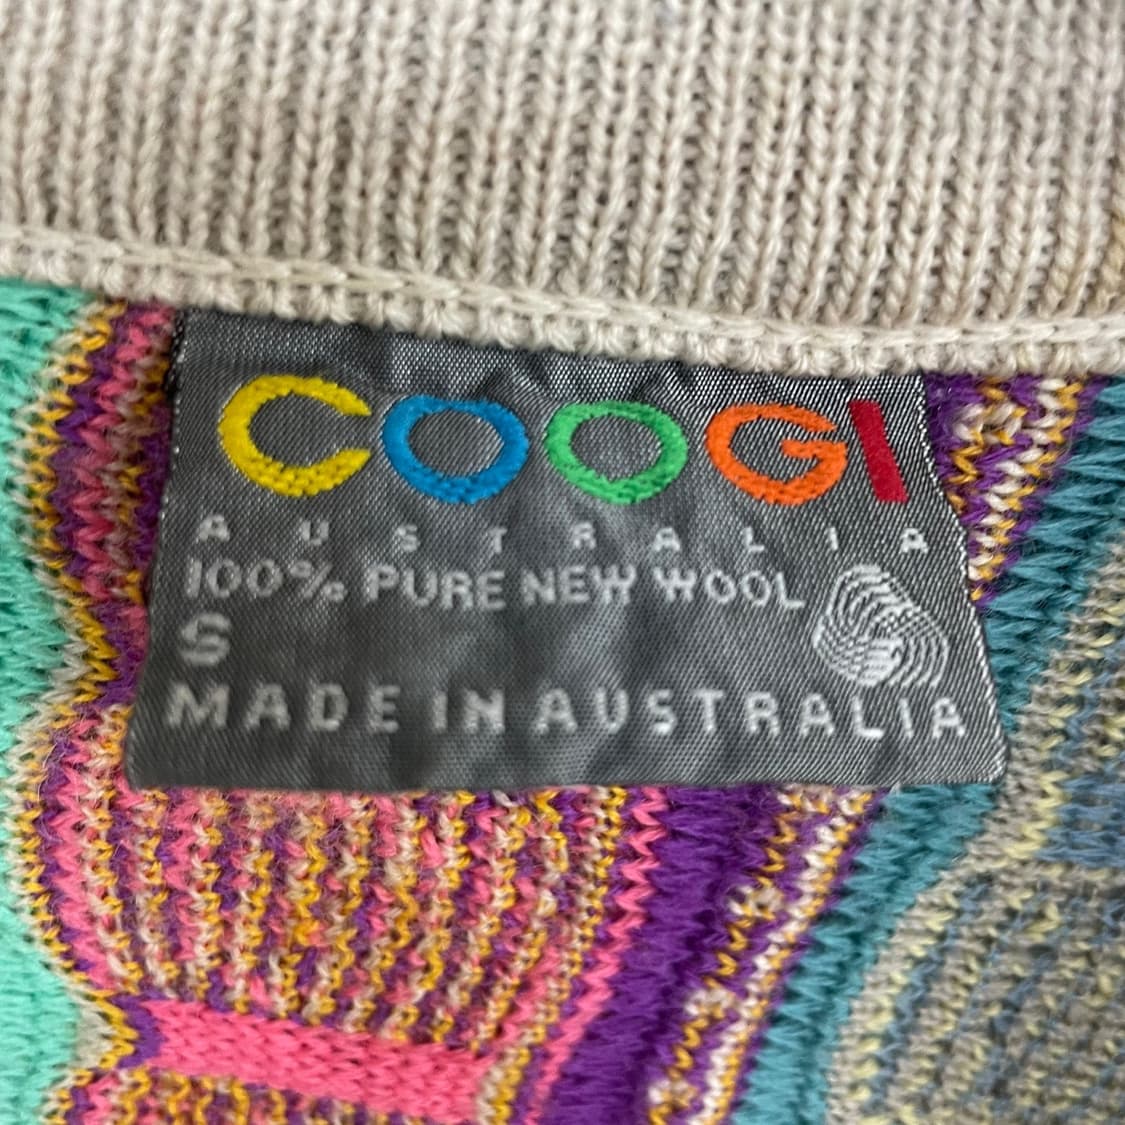 COOGI
AUSTRALIA
100% PURE NEW WOOL
S
MADE IN AUSTRALIA